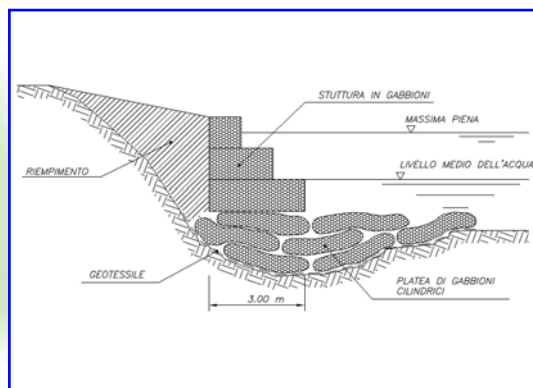 STUTTURA IN GABBIONI
MASSIMA PIENA
RIEMPIMENTO
LIVELLO MEDIO DELL'ACQUA
GEOTESSILE
PLATEA DI GABBIONI
CILINDRICI
3.00 m